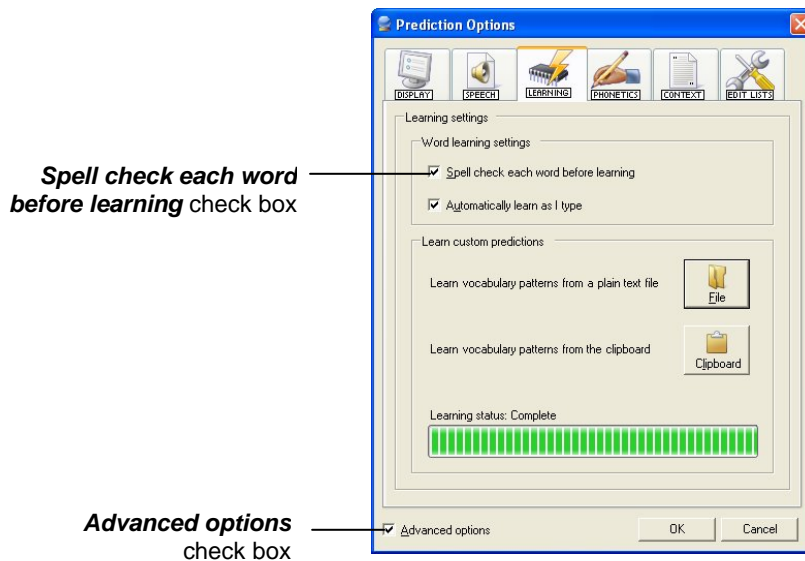 Prediction Options
DISPLAY
SPEECH
LEARNING
PHONETICS
CONTEXT
EDIT LISTS
Learning settings
Word learning settings
Spell check each word before learning
Automatically learn as I type
Spell check each word
before learning check box
Learn custom predictions
Learn vocabulary patterns from a plain text file
File
Learn vocabulary patterns from the clipboard
Clipboard
Learning status: Complete
Advanced options
check box
Advanced options
OK
Cancel